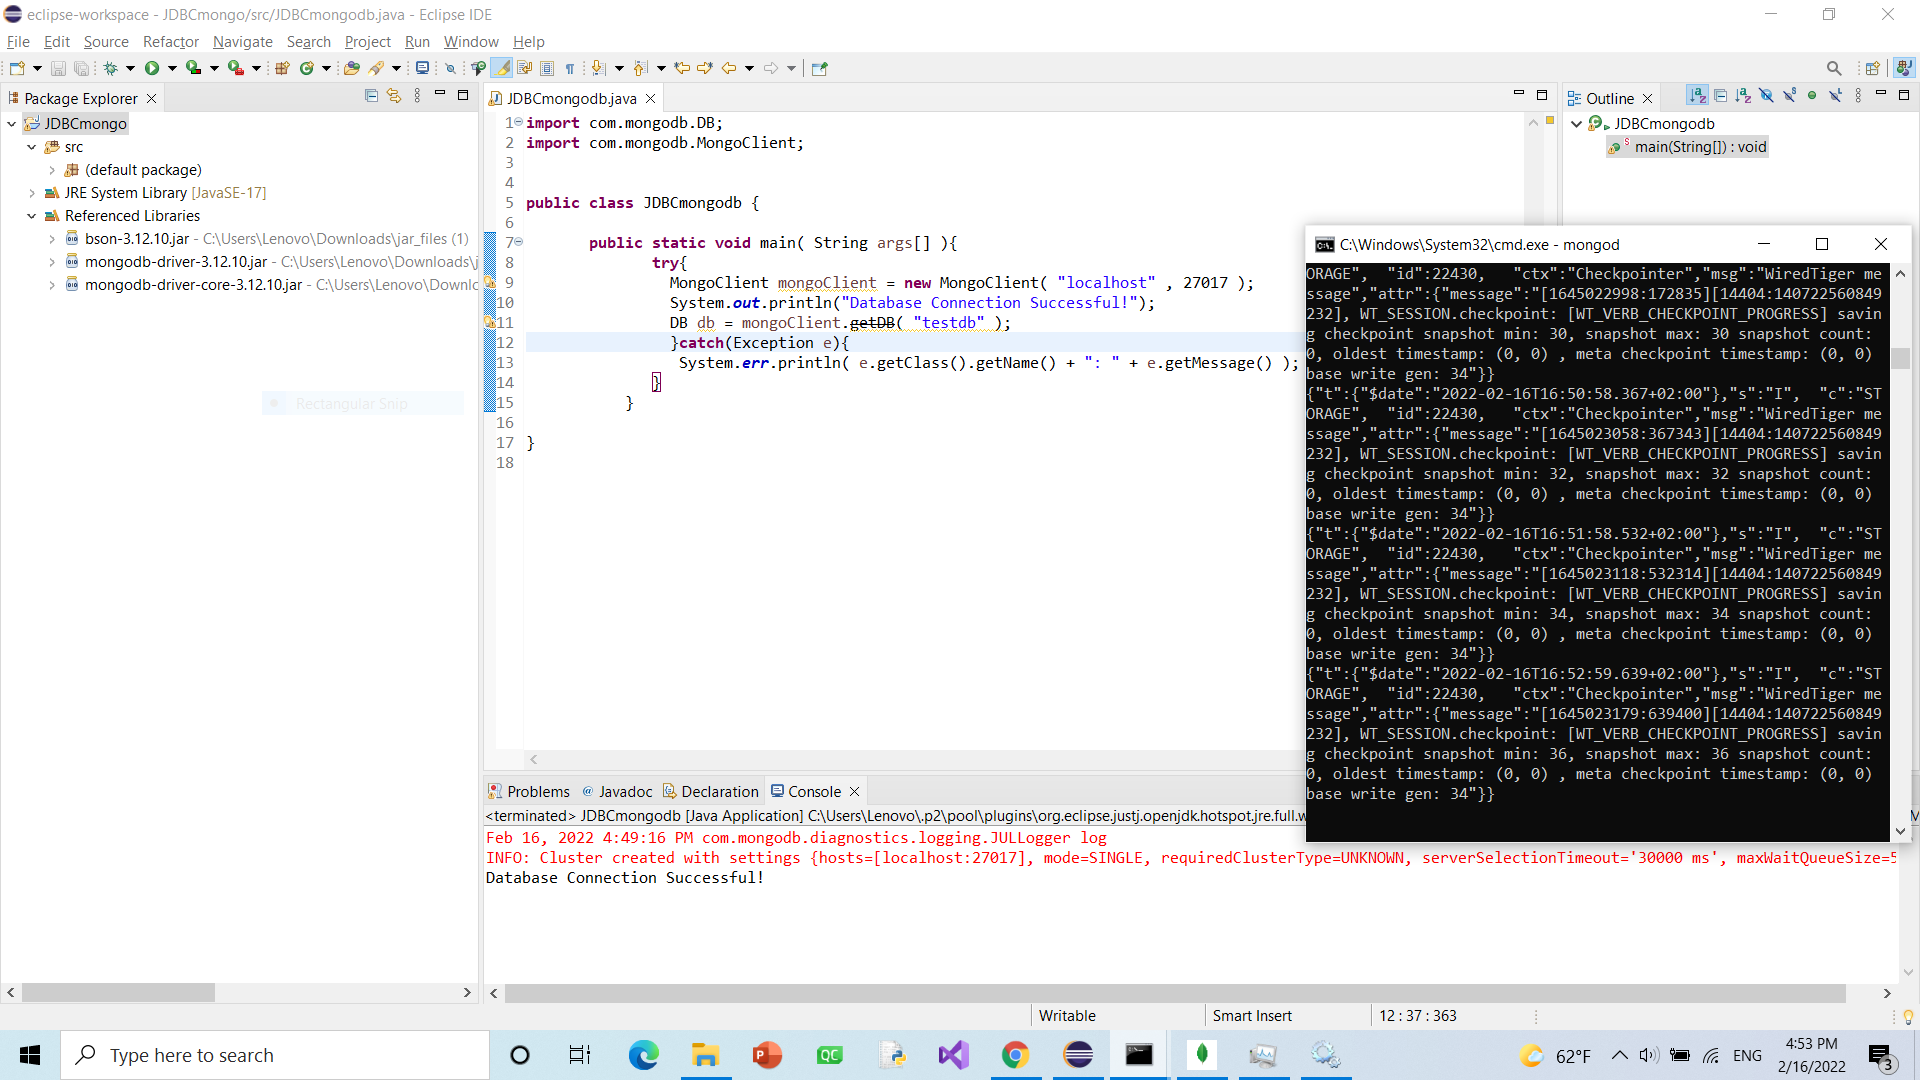 eclipse-workspace - JDBCmongo/src/JDBCmongodb.java - Eclipse IDE
File Edit Source Refactor Navigate Search Project Run Window Help
Package Explorer
JDBCmongo
src
(default package)
JRE System Library [JavaSE-17]
Referenced Libraries
bson-3.12.10.jar - C:\Users\Lenovo\Downloads\jar_files (1)
mongodb-driver-3.12.10.jar - C:\Users\Lenovo\Downloads\j
mongodb-driver-core-3.12.10.jar - C:\Users\Lenovo\Downlc
Rectangular Snip
JDBCmongodb.java
1 import com.mongodb.DB;
2 import com.mongodb.MongoClient;
3
4
5 public class JDBCmongodb {
6
7 public static void main( String args[] ){
8 try{
9 MongoClient mongoClient = new MongoClient( "localhost" , 27017 );
10 System.out.println("Database Connection Successful!");
11 DB db = mongoClient.getDB( "testdb" );
12 }catch(Exception e){
13 System.err.println( e.getClass().getName() + ": " + e.getMessage() );
14 }
15 }
16
17 }
18
Outline
JDBCmongodb
main(String[]) : void
C:\Windows\System32\cmd.exe - mongod
ORAGE", "id":22430, "ctx":"Checkpointer","msg":"WiredTiger me
ssage","attr":{"message":"[1645022998:172835][14404:140722560849
232], WT_SESSION.checkpoint: [WT_VERB_CHECKPOINT_PROGRESS] savin
g checkpoint snapshot min: 30, snapshot max: 30 snapshot count:
0, oldest timestamp: (0, 0) , meta checkpoint timestamp: (0, 0)
base write gen: 34"}}
{"t":{"$date":"2022-02-16T16:50:58.367+02:00"},"s":"I", "c":"ST
ORAGE", "id":22430, "ctx":"Checkpointer","msg":"WiredTiger me
ssage","attr":{"message":"[1645023058:367343][14404:140722560849
232], WT_SESSION.checkpoint: [WT_VERB_CHECKPOINT_PROGRESS] savin
g checkpoint snapshot min: 32, snapshot max: 32 snapshot count:
0, oldest timestamp: (0, 0) , meta checkpoint timestamp: (0, 0)
base write gen: 34"}}
{"t":{"$date":"2022-02-16T16:51:58.532+02:00"},"s":"I", "c":"ST
ORAGE", "id":22430, "ctx":"Checkpointer","msg":"WiredTiger me
ssage","attr":{"message":"[1645023118:532314][14404:140722560849
232], WT_SESSION.checkpoint: [WT_VERB_CHECKPOINT_PROGRESS] savin
g checkpoint snapshot min: 34, snapshot max: 34 snapshot count:
0, oldest timestamp: (0, 0) , meta checkpoint timestamp: (0, 0)
base write gen: 34"}}
{"t":{"$date":"2022-02-16T16:52:59.639+02:00"},"s":"I", "c":"ST
ORAGE", "id":22430, "ctx":"Checkpointer","msg":"WiredTiger me
ssage","attr":{"message":"[1645023179:639400][14404:140722560849
232], WT_SESSION.checkpoint: [WT_VERB_CHECKPOINT_PROGRESS] savin
g checkpoint snapshot min: 36, snapshot max: 36 snapshot count:
0, oldest timestamp: (0, 0) , meta checkpoint timestamp: (0, 0)
base write gen: 34"}}
Problems @ Javadoc Declaration Console
<terminated> JDBCmongodb [Java Application] C:\Users\Lenovo\.p2\pool\plugins\org.eclipse.justj.openjdk.hotspot.jre.full.w
Feb 16, 2022 4:49:16 PM com.mongodb.diagnostics.logging.JULLogger log
INFO: Cluster created with settings {hosts=[localhost:27017], mode=SINGLE, requiredClusterType=UNKNOWN, serverSelectionTimeout='30000 ms', maxWaitQueueSize=5
Database Connection Successful!
Writable Smart Insert 12 : 37 : 363
Type here to search
QC
62°F ENG
4:53 PM
2/16/2022
3